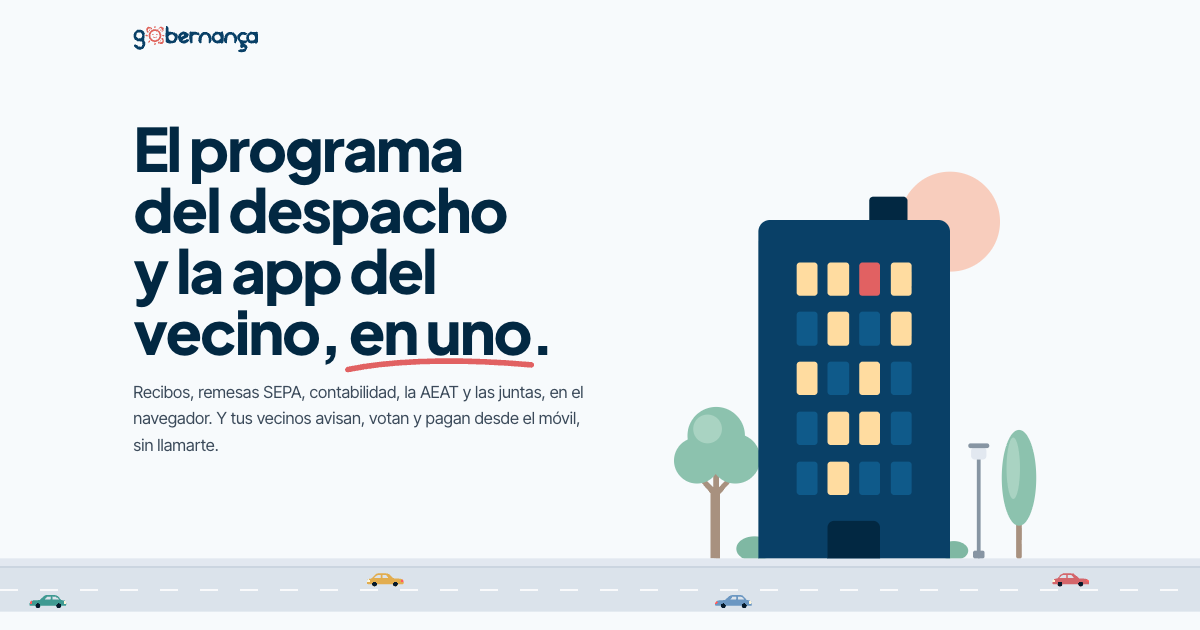 gobernança
El programa
del despacho
y la app del
vecino, en uno.
Recibos, remesas SEPA, contabilidad, la AEAT y las juntas, en el
navegador. Y tus vecinos avisan, votan y pagan desde el móvil,
sin llamarte.